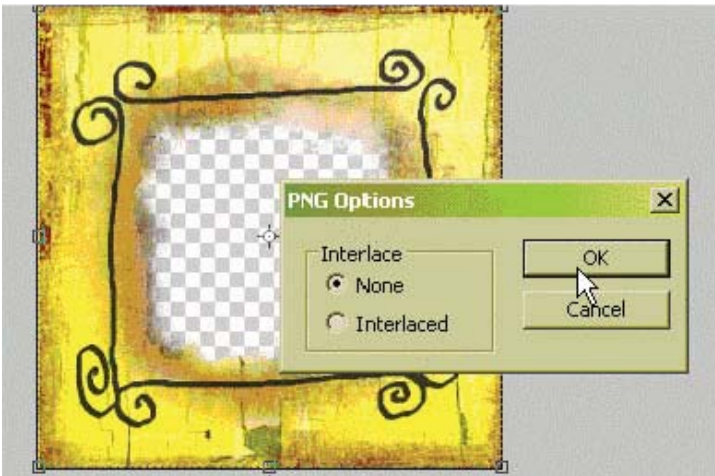 PNG Options
Interlace
None
Interlaced
OK
Cancel